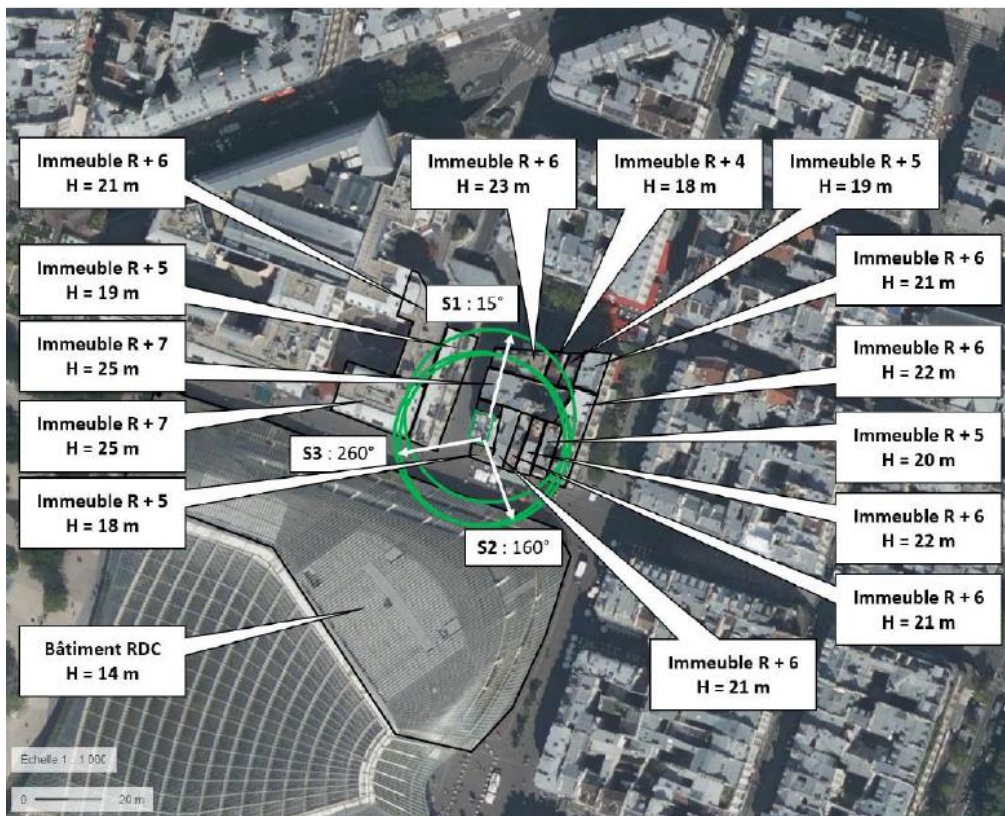 Immeuble R + 6
H = 21 m
Immeuble R + 6
H = 23 m
Immeuble R + 4
H = 18 m
Immeuble R + 5
H = 19 m
Immeuble R + 5
H = 19 m
S1 : 15°
Immeuble R + 6
H = 21 m
Immeuble R + 7
H = 25 m
Immeuble R + 6
H = 22 m
Immeuble R + 7
H = 25 m
S3 : 260°
Immeuble R + 5
H = 20 m
Immeuble R + 5
H = 18 m
S2 : 160°
Immeuble R + 6
H = 22 m
Immeuble R + 6
H = 21 m
Bâtiment RDC
H = 14 m
Immeuble R + 6
H = 21 m
Échelle 1 : 1 000
0 20 m